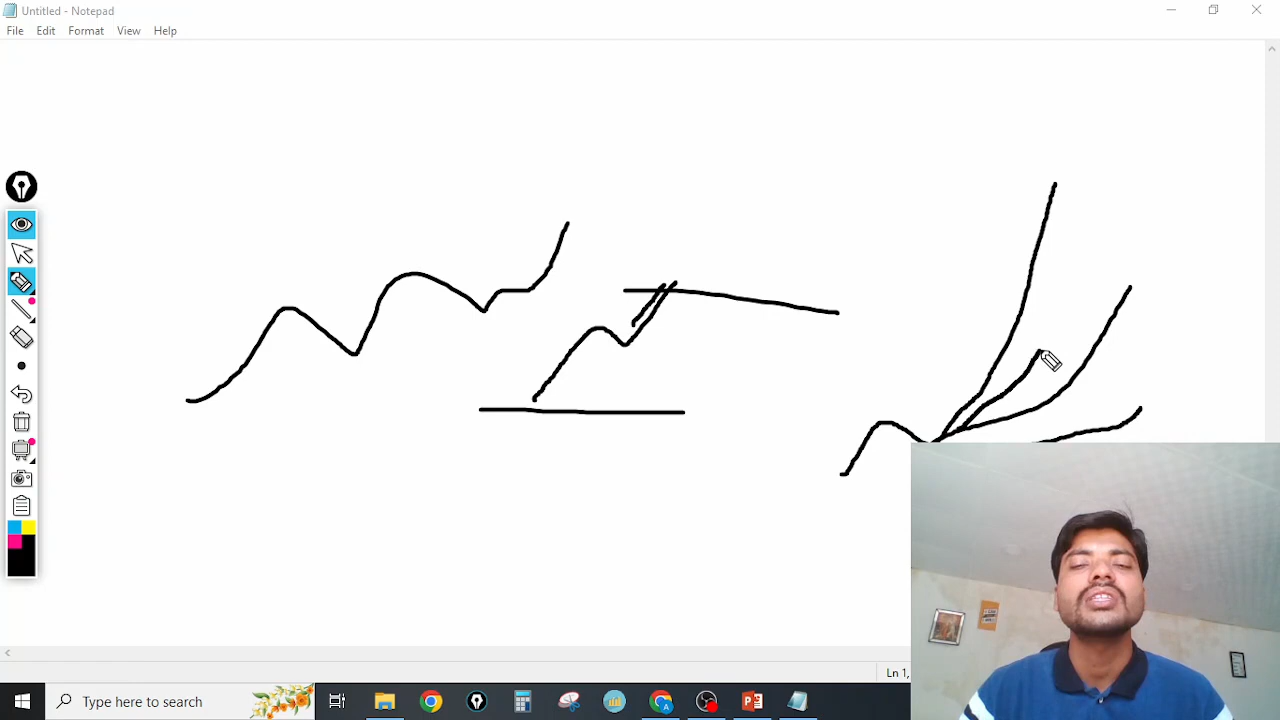 Untitled - Notepad
File Edit Format View Help
Ln 1,
Type here to search